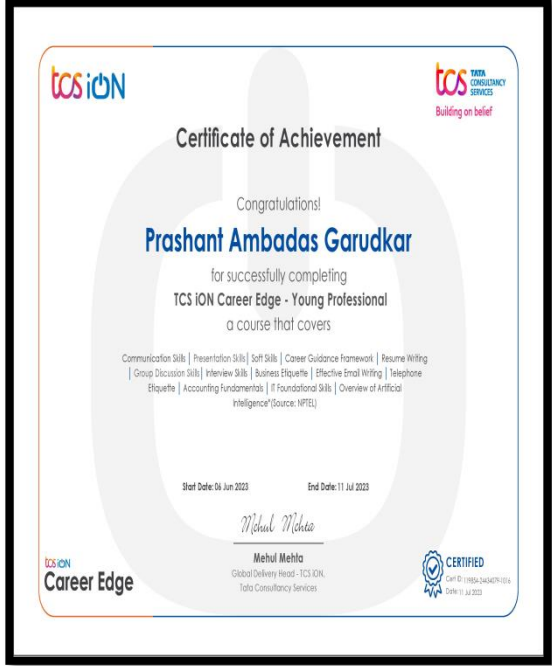 tcs iON
tcs TATA CONSULTANCY SERVICES
Building on belief
Certificate of Achievement
Congratulations!
Prashant Ambadas Garudkar
for successfully completing
TCS iON Career Edge - Young Professional
a course that covers
Communication Skills | Presentation Skills | Soft Skills | Career Guidance Framework | Resume Writing
| Group Discussion Skills | Interview Skills | Business Etiquette | Effective Email Writing | Telephone
Etiquette | Accounting Fundamentals | IT Foundational Skills | Overview of Artificial
Intelligence*(Source: NPTEL)
Start Date: 06 Jun 2023 End Date: 11 Jul 2023
Mehul Mehta
Mehul Mehta
Global Delivery Head - TCS iON,
Tata Consultancy Services
tcs iON
Career Edge
CERTIFIED
Cert ID:
Date: 11 Jul 2023